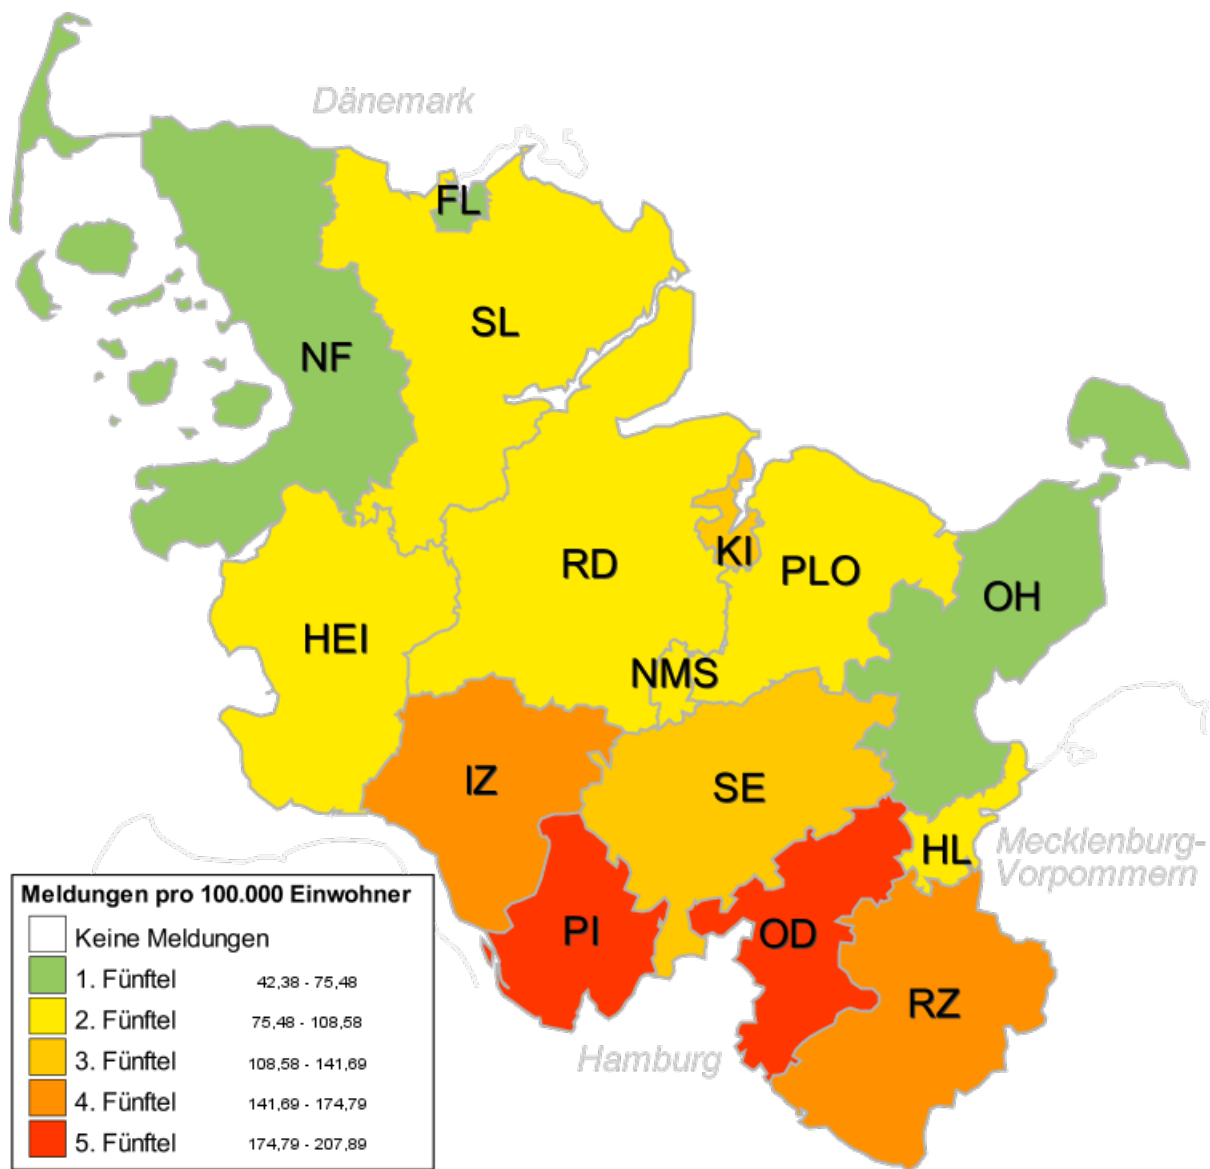 Dänemark
FL
SL
NF
RD
KI
PLO
OH
HEI
NMS
IZ
SE
HL
Mecklenburg-
Vorpommern
PI
OD
RZ
Hamburg
Meldungen pro 100.000 Einwohner
Keine Meldungen
1. Fünftel 42,38 - 75,48
2. Fünftel 75,48 - 108,58
3. Fünftel 108,58 - 141,69
4. Fünftel 141,69 - 174,79
5. Fünftel 174,79 - 207,89